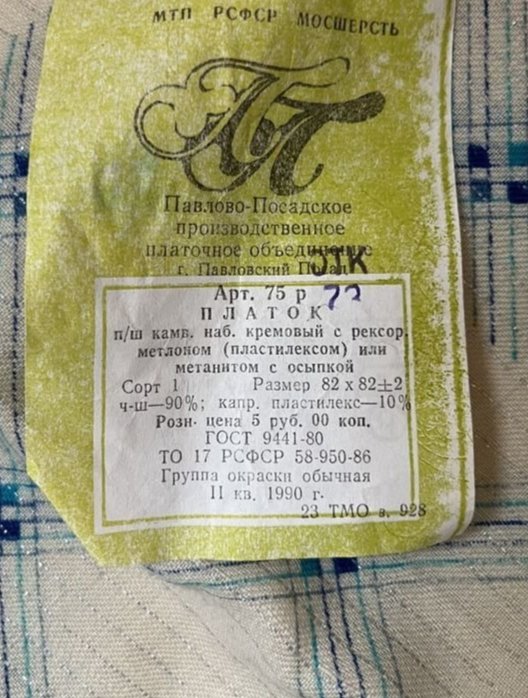 МТП РСФСР МОСШЕРСТЬ
Павлово-Посадское
производственное
платочное объединение
г. Павловский Посад
ОТК
Арт. 75 р 72
ПЛАТОК
п/ш камв. наб. кремовый с рексор.
метлоном (пластилексом) или
метанитом с осыпкой
Сорт 1 Размер 82 х 82±2
ч-ш—90%; капр. пластилекс—10%
Розн. цена 5 руб. 00 коп.
ГОСТ 9441-80
ТО 17 РСФСР 58-950-86
Группа окраски обычная
II кв. 1990 г.
23 ТМО з. 928